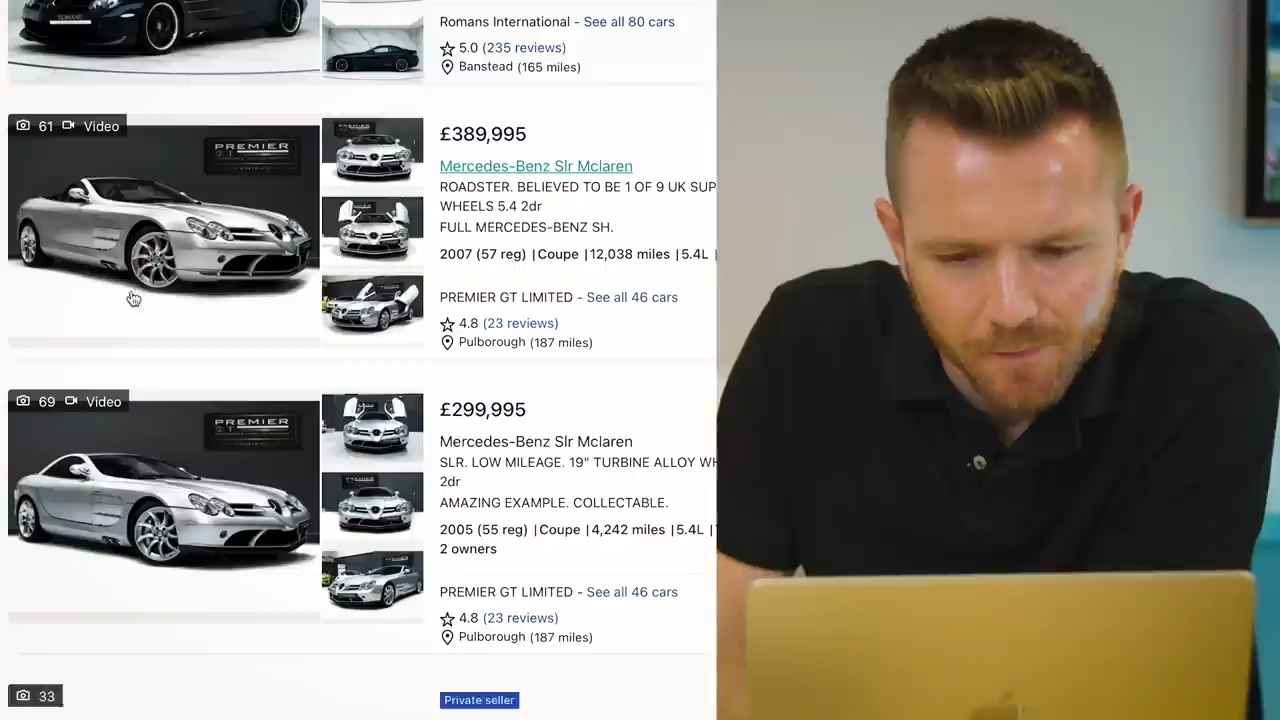 ROMANS
Romans International - See all 80 cars
5.0 (235 reviews)
Banstead (165 miles)
61 Video
PREMIER
GT
£389,995
Mercedes-Benz Slr Mclaren
ROADSTER. BELIEVED TO BE 1 OF 9 UK SUP
WHEELS 5.4 2dr
FULL MERCEDES-BENZ SH.
2007 (57 reg) | Coupe | 12,038 miles | 5.4L |
PREMIER GT LIMITED - See all 46 cars
4.8 (23 reviews)
Pulborough (187 miles)
69 Video
PREMIER
GT
£299,995
Mercedes-Benz Slr Mclaren
SLR. LOW MILEAGE. 19" TURBINE ALLOY WH
2dr
AMAZING EXAMPLE. COLLECTABLE.
2005 (55 reg) | Coupe | 4,242 miles | 5.4L |
2 owners
PREMIER GT LIMITED - See all 46 cars
4.8 (23 reviews)
Pulborough (187 miles)
33
Private seller